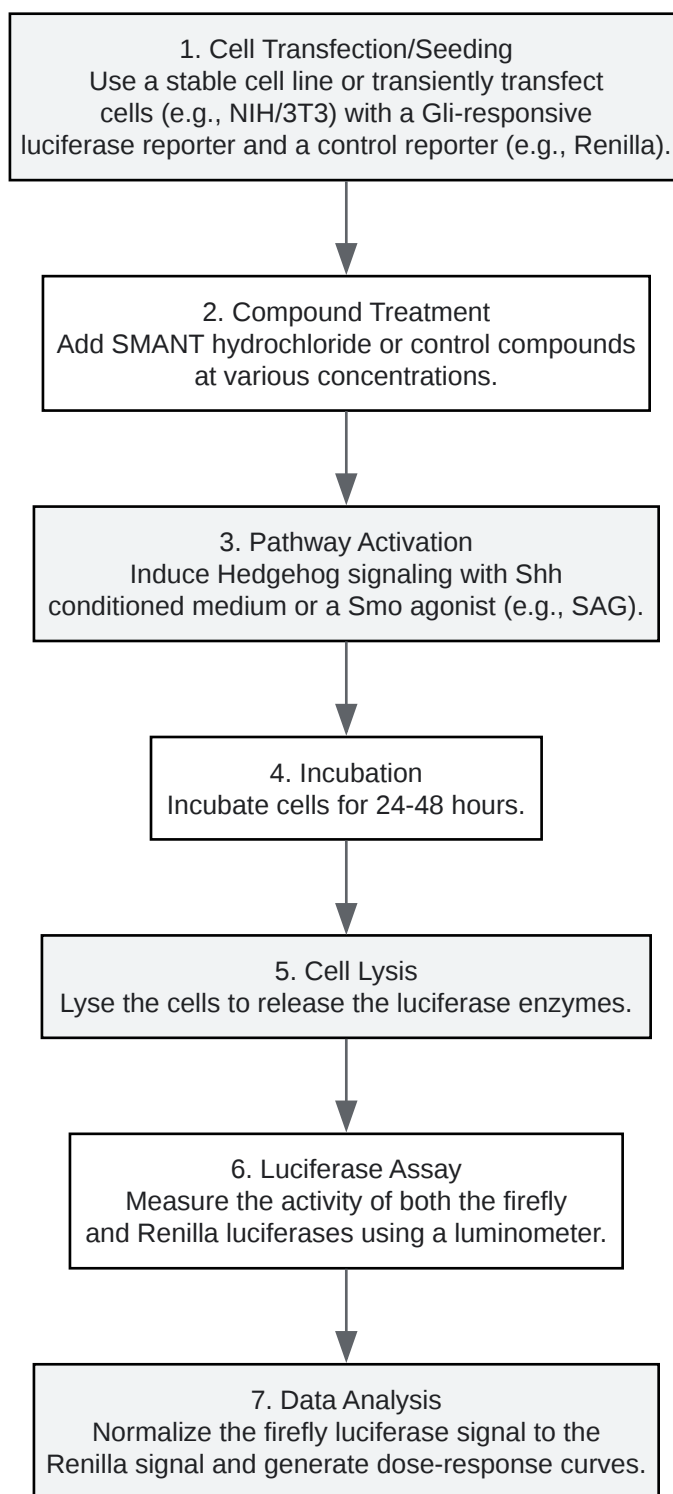 1. Cell Transfection/Seeding
Use a stable cell line or transiently transfect
cells (e.g., NIH/3T3) with a Gli-responsive
luciferase reporter and a control reporter (e.g., Renilla).
2. Compound Treatment
Add SMANT hydrochloride or control compounds
at various concentrations.
3. Pathway Activation
Induce Hedgehog signaling with Shh
conditioned medium or a Smo agonist (e.g., SAG).
4. Incubation
Incubate cells for 24-48 hours.
5. Cell Lysis
Lyse the cells to release the luciferase enzymes.
6. Luciferase Assay
Measure the activity of both the firefly
and Renilla luciferases using a luminometer.
7. Data Analysis
Normalize the firefly luciferase signal to the
Renilla signal and generate dose-response curves.